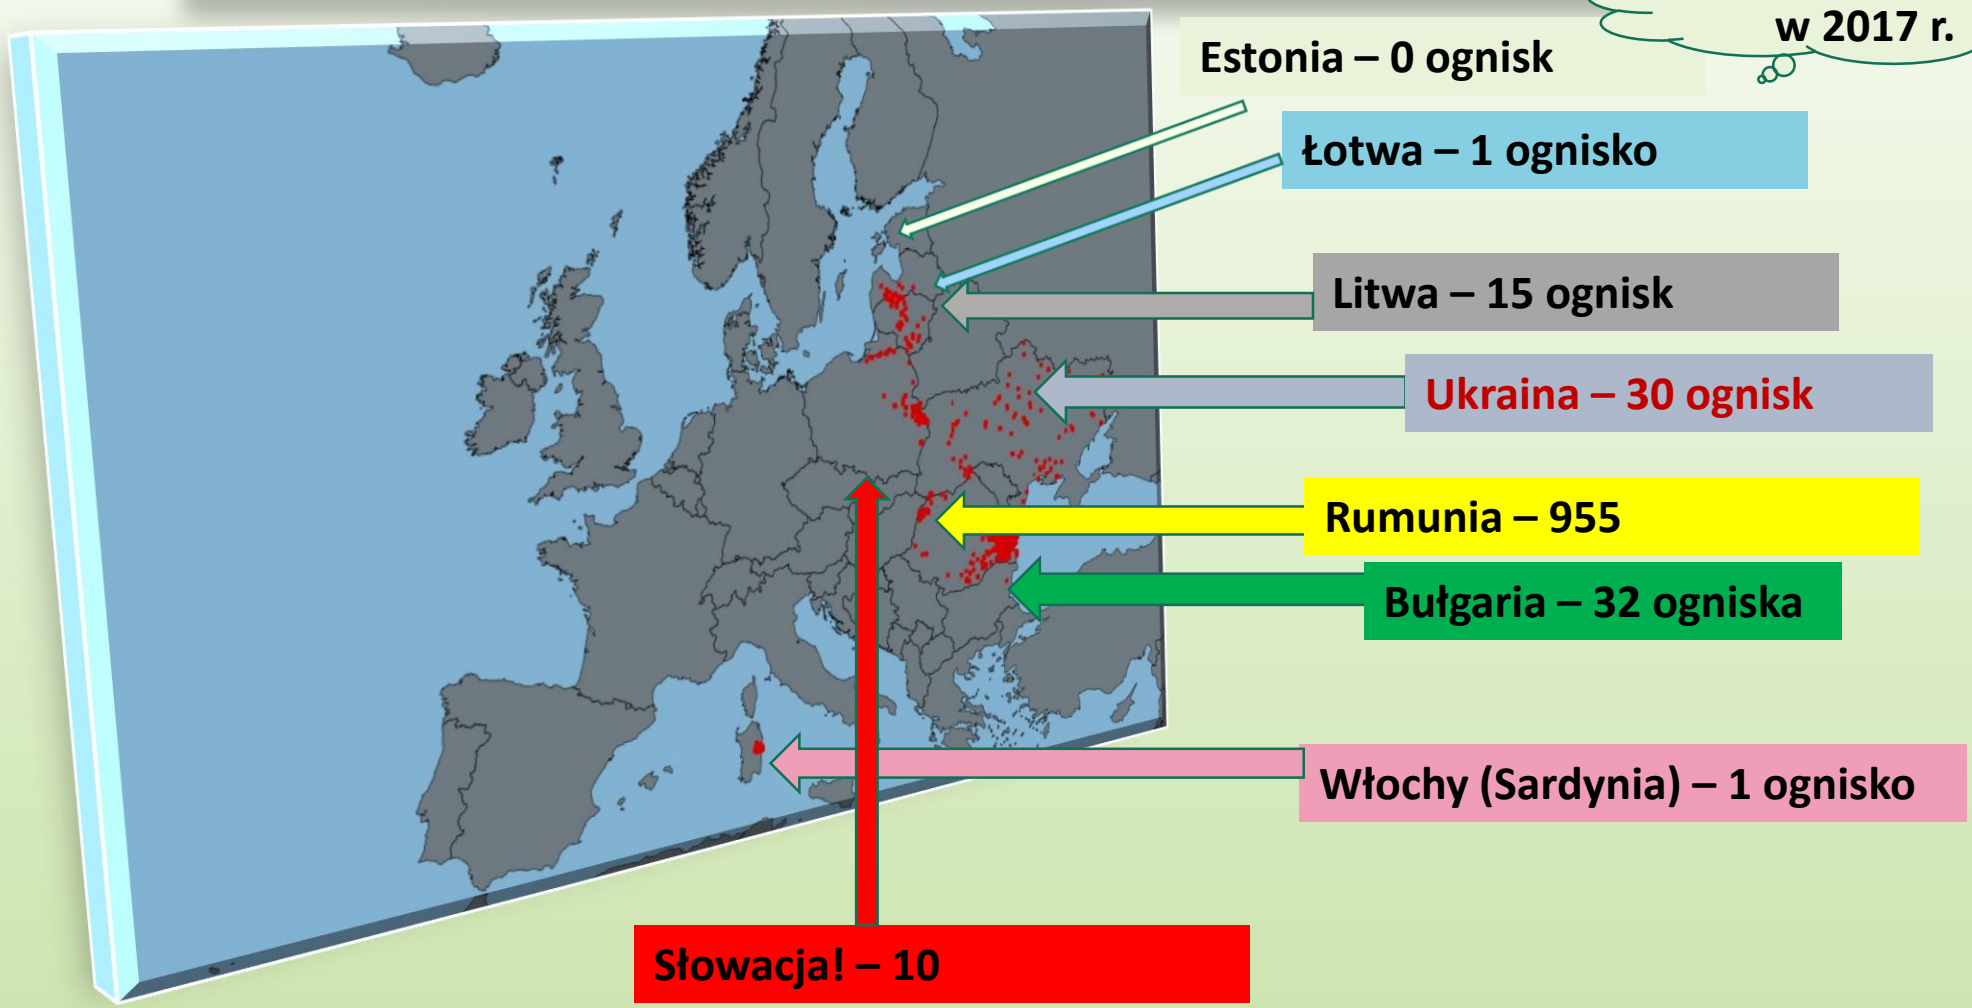 w 2017 r.
Estonia – 0 ognisk
Łotwa – 1 ognisko
Litwa – 15 ognisk
Ukraina – 30 ognisk
Rumunia – 955
Bułgaria – 32 ogniska
Włochy (Sardynia) – 1 ognisko
Słowacja! – 10